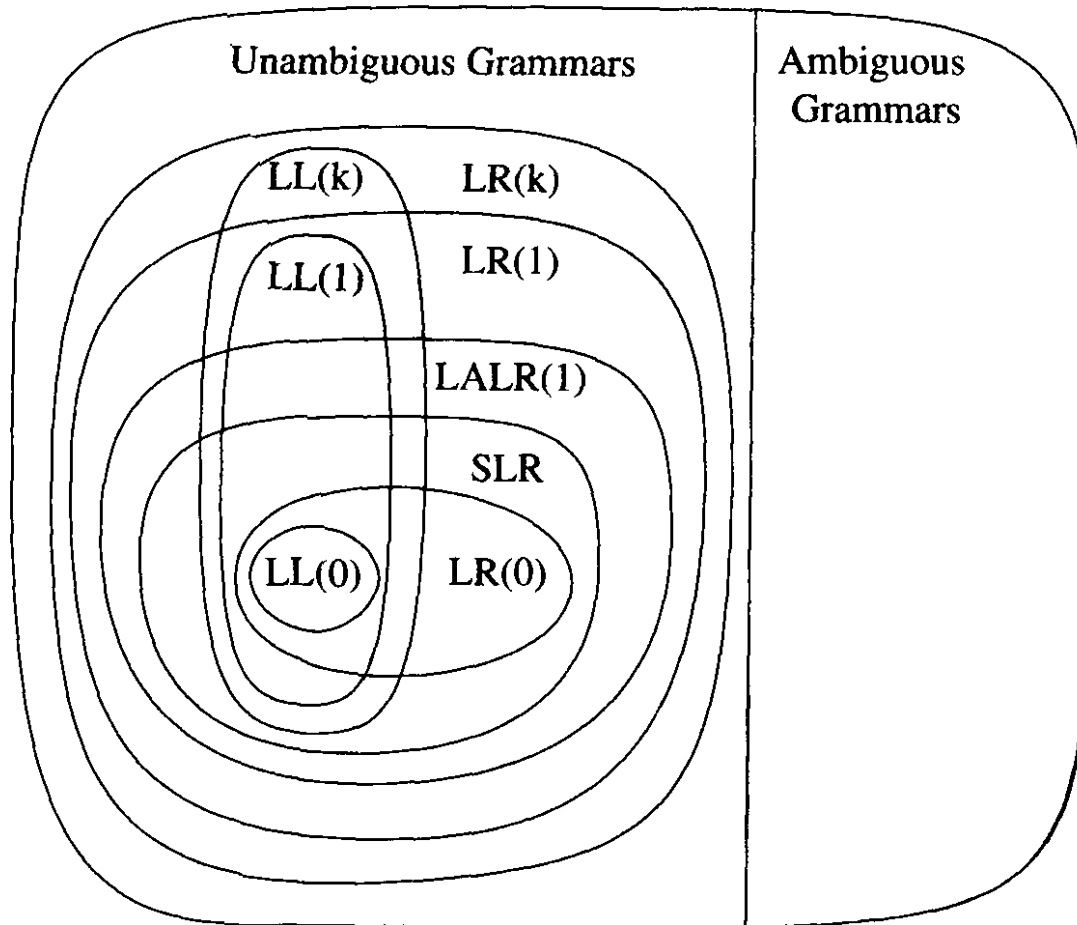 Unambiguous Grammars
Ambiguous
Grammars
LL(k)
LR(k)
LL(1)
LR(1)
LALR(1)
SLR
LL(0)
LR(0)